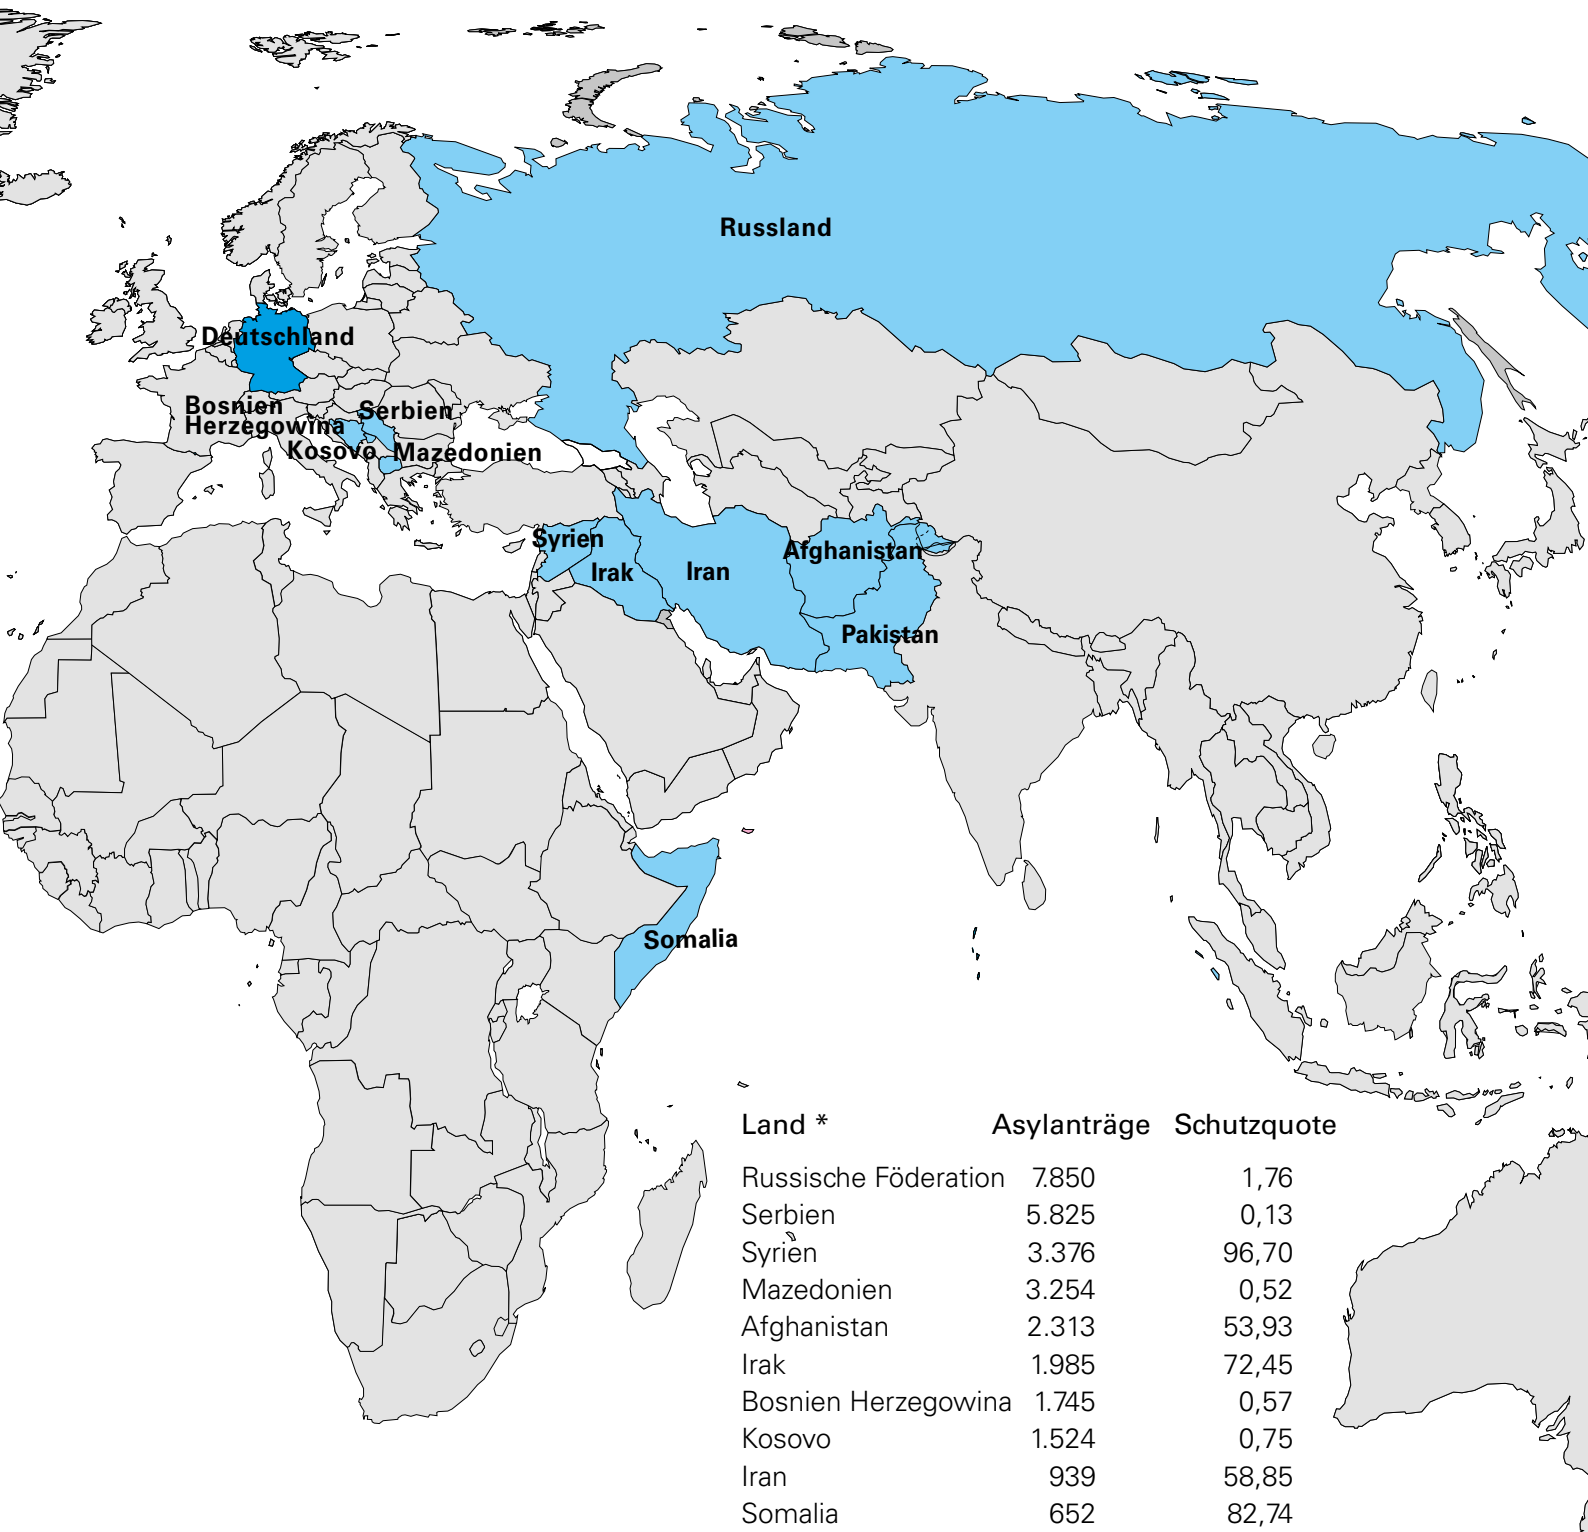 Russland
Deutschland
Bosnien
Herzegowina
Serbien
Kosovo
Mazedonien
Syrien
Irak
Iran
Afghanistan
Pakistan
Somalia
Land * Asylanträge Schutzquote
Russische Föderation 7.850 1,76
Serbien 5.825 0,13
Syrien 3.376 96,70
Mazedonien 3.254 0,52
Afghanistan 2.313 53,93
Irak 1.985 72,45
Bosnien Herzegowina 1.745 0,57
Kosovo 1.524 0,75
Iran 939 58,85
Somalia 652 82,74